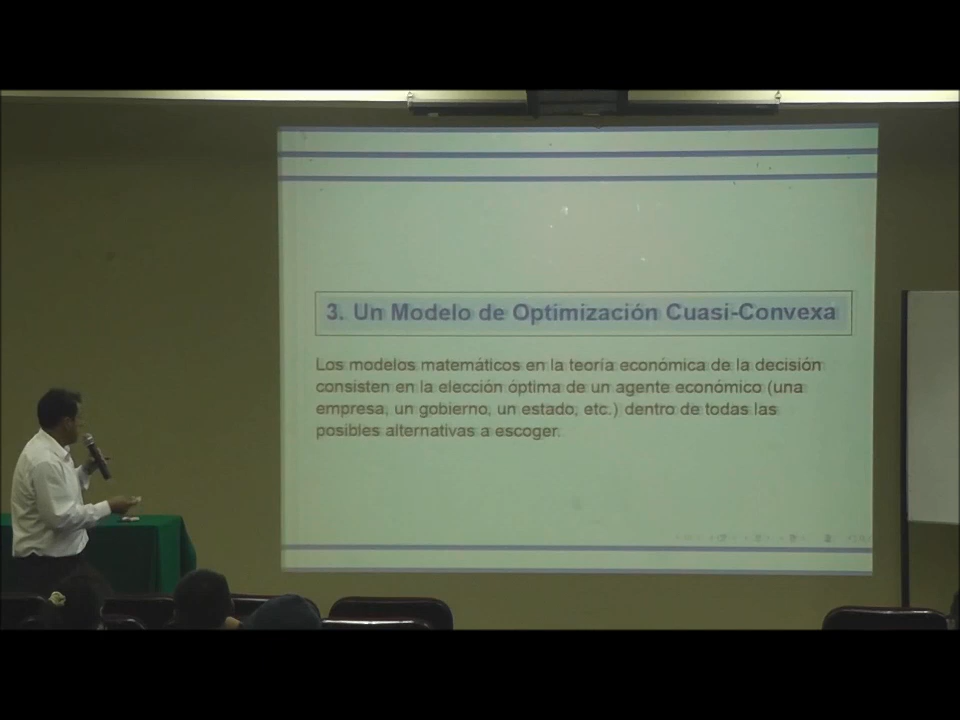 3. Un Modelo de Optimización Cuasi-Convexa
Los modelos matemáticos en la teoría económica de la decisión
consisten en la elección óptima de un agente económico (una
empresa, un gobierno, un estado, etc.) dentro de todas las
posibles alternativas a escoger.